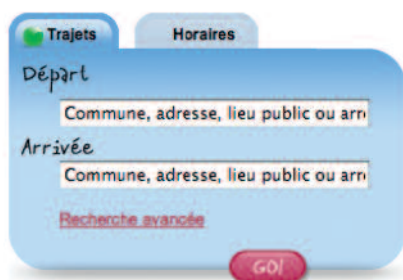 Trajets Horaires
Départ
Commune, adresse, lieu public ou arr
Arrivée
Commune, adresse, lieu public ou arr
Recherche avancée
GO!